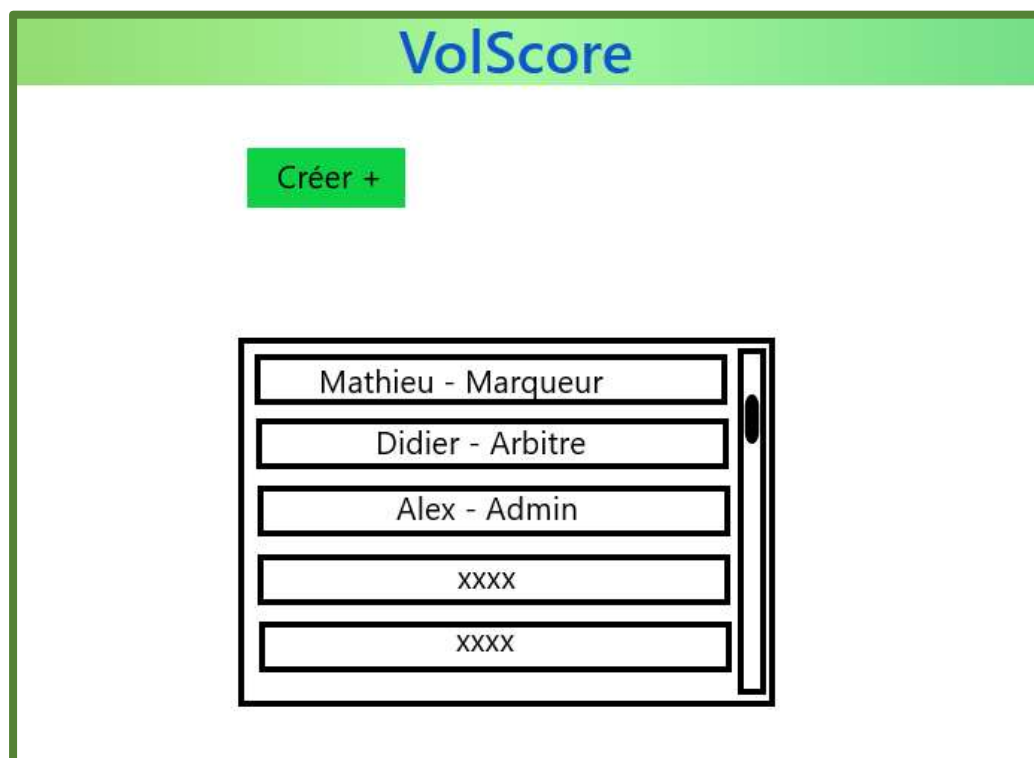 VolScore
Créer +
Mathieu - Marqueur
Didier - Arbitre
Alex - Admin
xxxx
xxxx